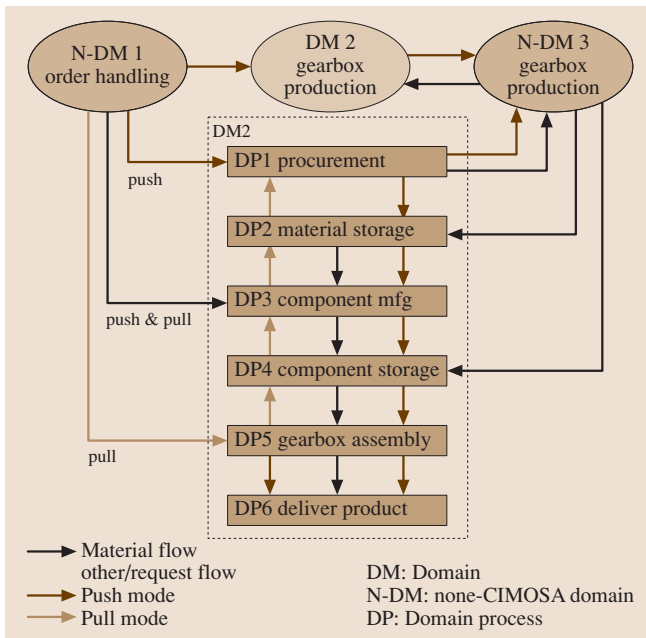 N-DM 1
order handling
DM 2
gearbox
production
N-DM 3
gearbox
production
DM2
DP1 procurement
push
DP2 material storage
DP3 component mfg
push & pull
DP4 component storage
DP5 gearbox assembly
pull
DP6 deliver product
Material flow
other/request flow
Push mode
Pull mode
DM: Domain
N-DM: none-CIMOSA domain
DP: Domain process